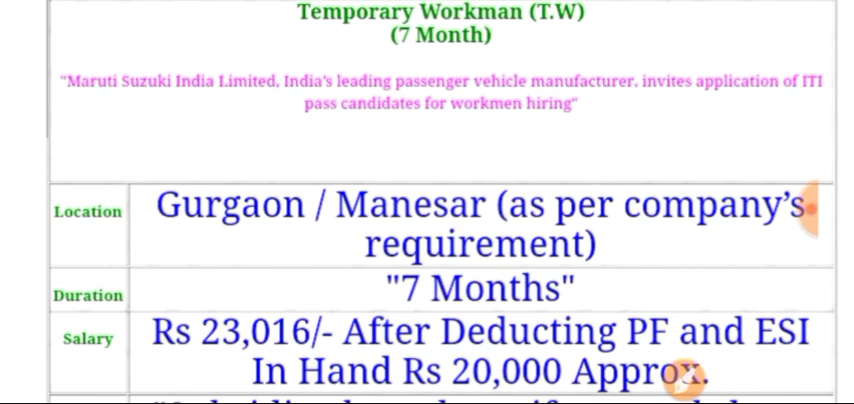 Temporary Workman (T.W)
(7 Month)
"Maruti Suzuki India Limited, India's leading passenger vehicle manufacturer, invites application of ITI
pass candidates for workmen hiring"
Location
Gurgaon / Manesar (as per company's
requirement)
Duration
"7 Months"
Salary
Rs 23,016/- After Deducting PF and ESI
In Hand Rs 20,000 Approx.